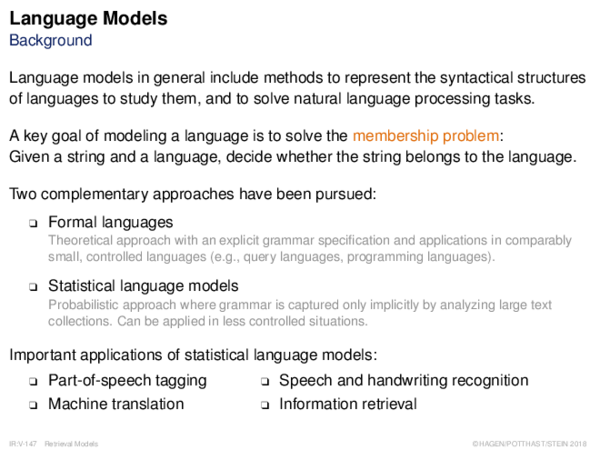 Language Models
Background
Language models in general include methods to represent the syntactical structures
of languages to study them, and to solve natural language processing tasks.
A key goal of modeling a language is to solve the membership problem:
Given a string and a language, decide whether the string belongs to the language.
Two complementary approaches have been pursued:
❑ Formal languages
Theoretical approach with an explicit grammar specification and applications in comparably
small, controlled languages (e.g., query languages, programming languages).
❑ Statistical language models
Probabilistic approach where grammar is captured only implicitly by analyzing large text
collections. Can be applied in less controlled situations.
Important applications of statistical language models:
❑ Part-of-speech tagging ❑ Speech and handwriting recognition
❑ Machine translation ❑ Information retrieval
IR:V-147 Retrieval Models ©HAGEN/POTTHAST/STEIN 2018